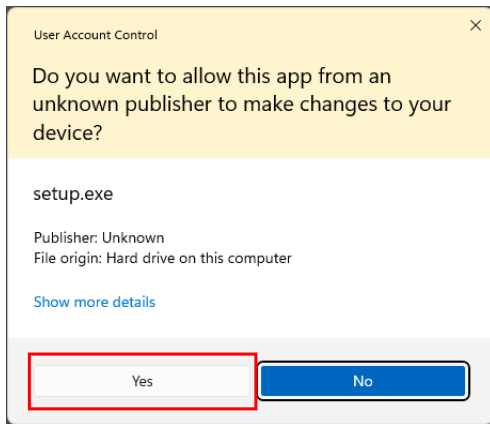 User Account Control
Do you want to allow this app from an
unknown publisher to make changes to your
device?
setup.exe
Publisher: Unknown
File origin: Hard drive on this computer
Show more details
Yes
No